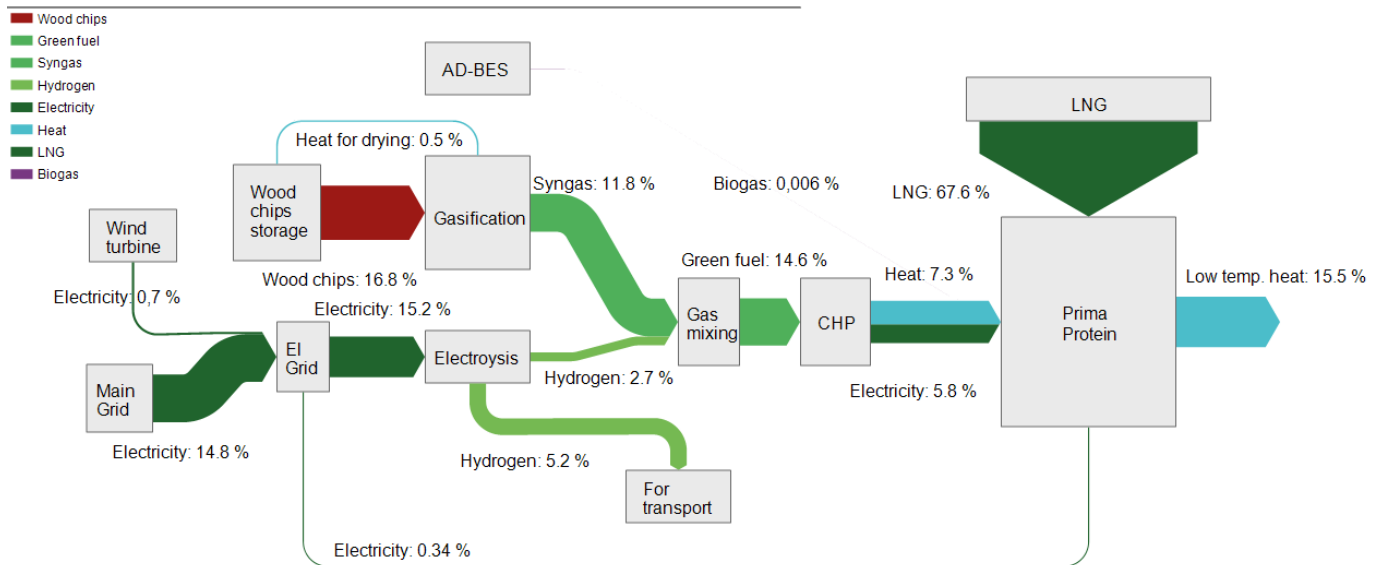 Wood chips
Green fuel
Syngas
Hydrogen
Electricity
Heat
LNG
Biogas
AD-BES
LNG
Heat for drying: 0.5 %
Wood
chips
storage
Gasification
Syngas: 11.8 %
Biogas: 0,006 %
LNG: 67.6 %
Wind
turbine
Wood chips: 16.8 %
Green fuel: 14.6 %
Heat: 7.3 %
Low temp. heat: 15.5 %
Electricity: 0,7 %
Electricity: 15.2 %
Gas
mixing
CHP
Prima
Protein
El
Grid
Electroysis
Main
Grid
Hydrogen: 2.7 %
Electricity: 5.8 %
Electricity: 14.8 %
Hydrogen: 5.2 %
For
transport
Electricity: 0.34 %